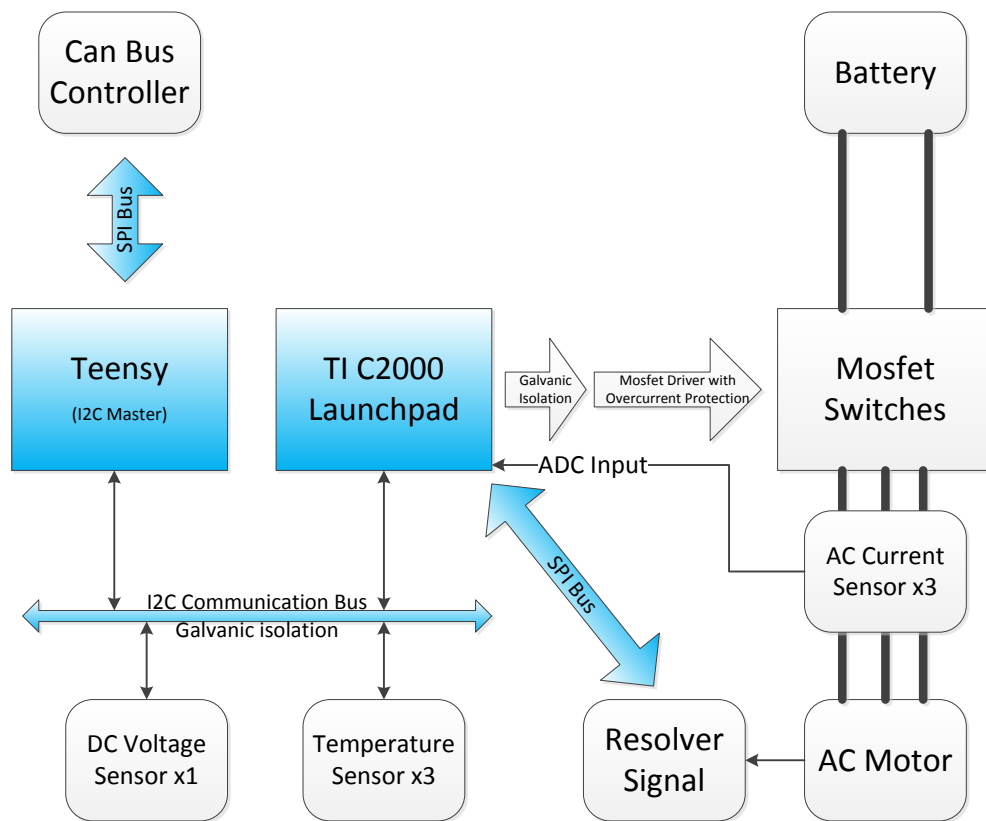 Can Bus
Controller
Battery
SPI Bus
Teensy
(I2C Master)
TI C2000
Launchpad
Galvanic
Isolation
Mosfet Driver with
Overcurrent Protection
Mosfet
Switches
ADC Input
AC Current
Sensor x3
SPI Bus
I2C Communication Bus
Galvanic isolation
DC Voltage
Sensor x1
Temperature
Sensor x3
Resolver
Signal
AC Motor